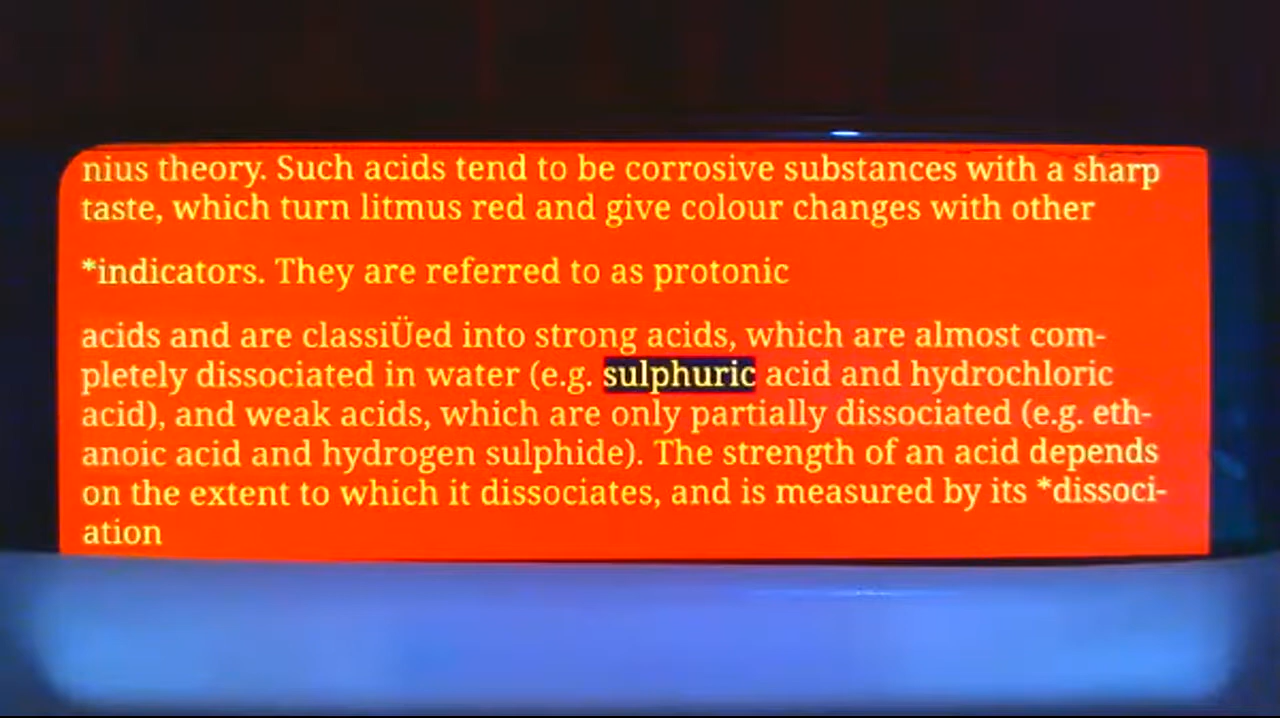 nius theory. Such acids tend to be corrosive substances with a sharp
taste, which turn litmus red and give colour changes with other
*indicators. They are referred to as protonic
acids and are classiÜed into strong acids, which are almost com-
pletely dissociated in water (e.g. sulphuric acid and hydrochloric
acid), and weak acids, which are only partially dissociated (e.g. eth-
anoic acid and hydrogen sulphide). The strength of an acid depends
on the extent to which it dissociates, and is measured by its *dissoci-
ation